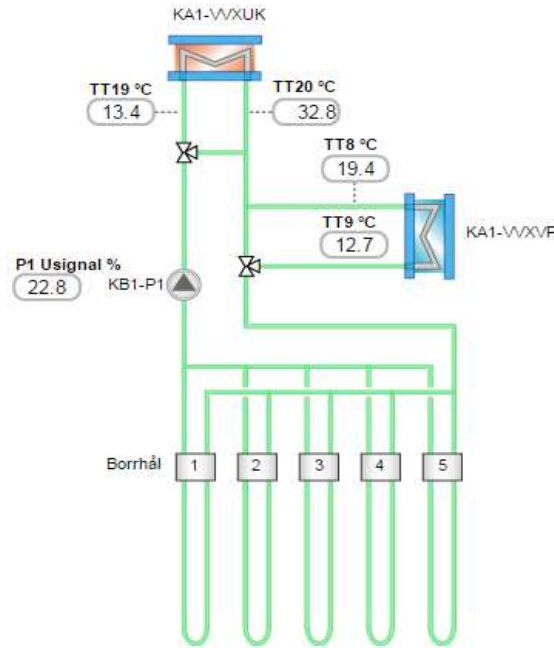 KA1-VVXUK
TT19 °C
TT20 °C
13.4
32.8
TT8 °C
19.4
TT9 °C
12.7
KA1-VVXVP
P1 Usignal %
22.8
KB1-P1
Borrhål
1
2
3
4
5